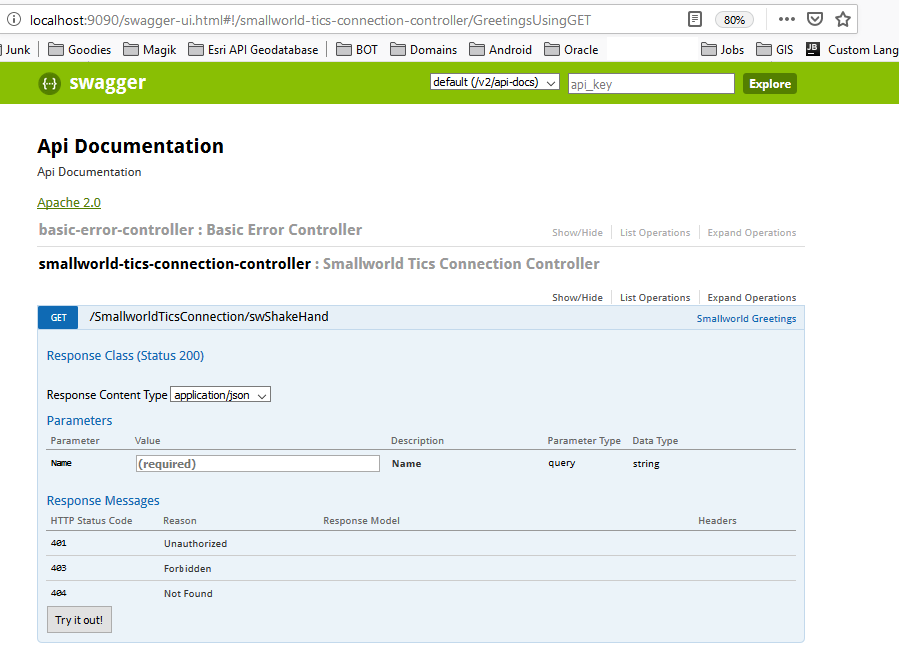 localhost:9090/swagger-ui.html#!/smallworld-tics-connection-controller/GreetingsUsingGET 80%
Junk Goodies Magik Esri API Geodatabase BOT Domains Android Oracle Jobs GIS JB Custom Lang
{···} swagger default (/v2/api-docs) api_key Explore
Api Documentation
Api Documentation
Apache 2.0
basic-error-controller : Basic Error Controller
Show/Hide List Operations Expand Operations
smallworld-tics-connection-controller : Smallworld Tics Connection Controller
Show/Hide List Operations Expand Operations
GET /SmallworldTicsConnection/swShakeHand Smallworld Greetings
Response Class (Status 200)
Response Content Type application/json
Parameters
Parameter Value Description Parameter Type Data Type
Name (required) Name query string
Response Messages
HTTP Status Code Reason Response Model Headers
401 Unauthorized
403 Forbidden
404 Not Found
Try it out!